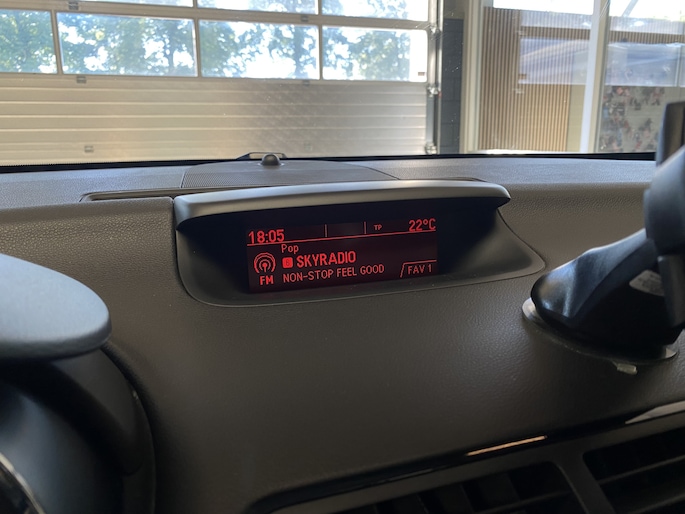 18:05 TP 22°C
Pop
SKYRADIO
FM NON-STOP FEEL GOOD FAV 1